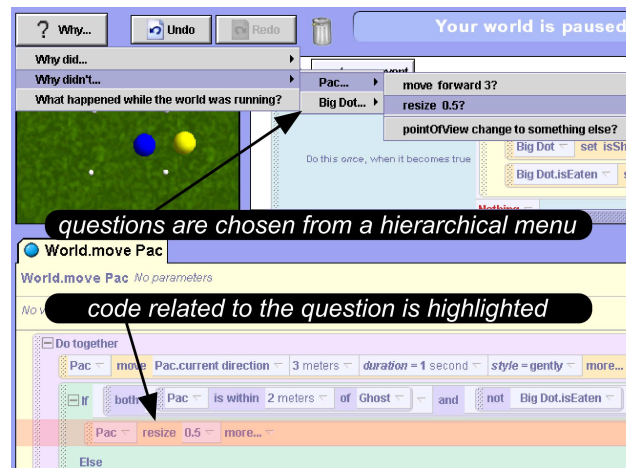 ? Why... Undo Redo Your world is paused
Why did...
Why didn't... Pac... move forward 3?
What happened while the world was running? Big Dot... resize 0.5?
pointOfView change to something else?
Big Dot set isSh
Do this once, when it becomes true
Big Dot.isEaten
Nothing
questions are chosen from a hierarchical menu
World.move Pac
World.move Pac No parameters
No v
code related to the question is highlighted
Do together
Pac move Pac.current direction 3 meters duration = 1 second style = gently more...
If both Pac is within 2 meters of Ghost and not Big Dot.isEaten
Pac resize 0.5 more...
Else